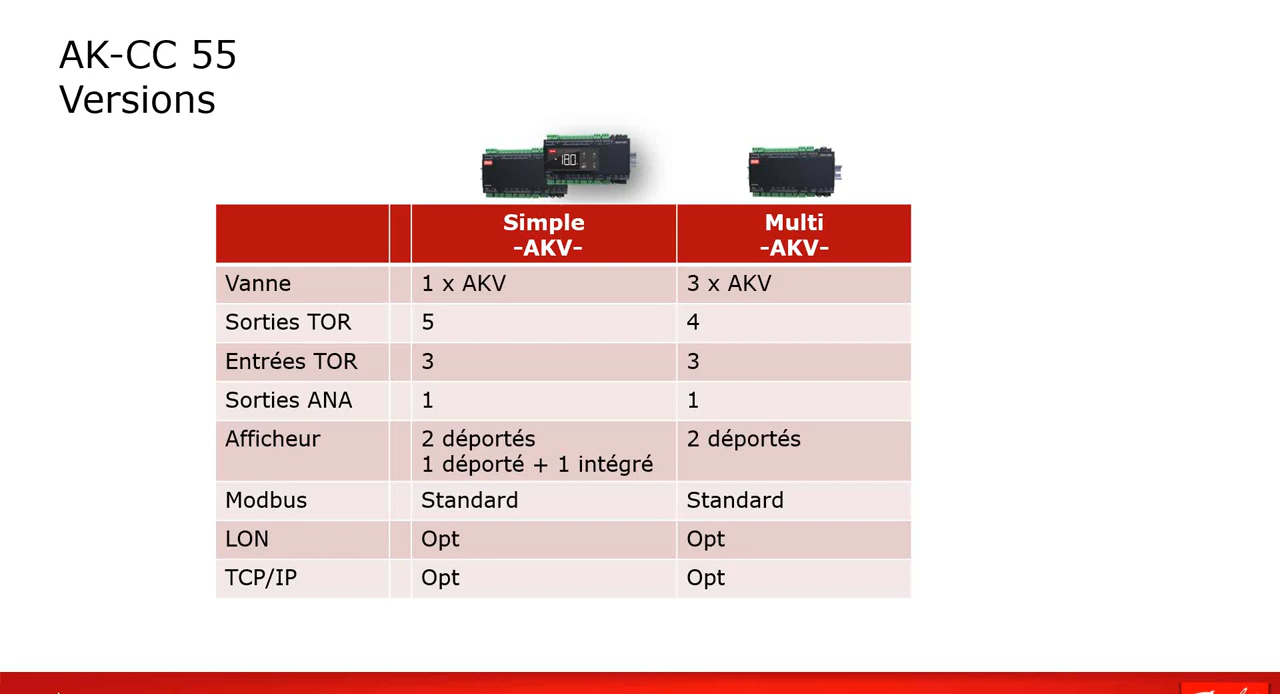 AK-CC 55
Versions
180
Simple
–AKV–
Multi
–AKV–
Vanne
1 x AKV
3 x AKV
Sorties TOR
5
4
Entrées TOR
3
3
Sorties ANA
1
1
Afficheur
2 déportés
1 déporté + 1 intégré
2 déportés
Modbus
Standard
Standard
LON
Opt
Opt
TCP/IP
Opt
Opt